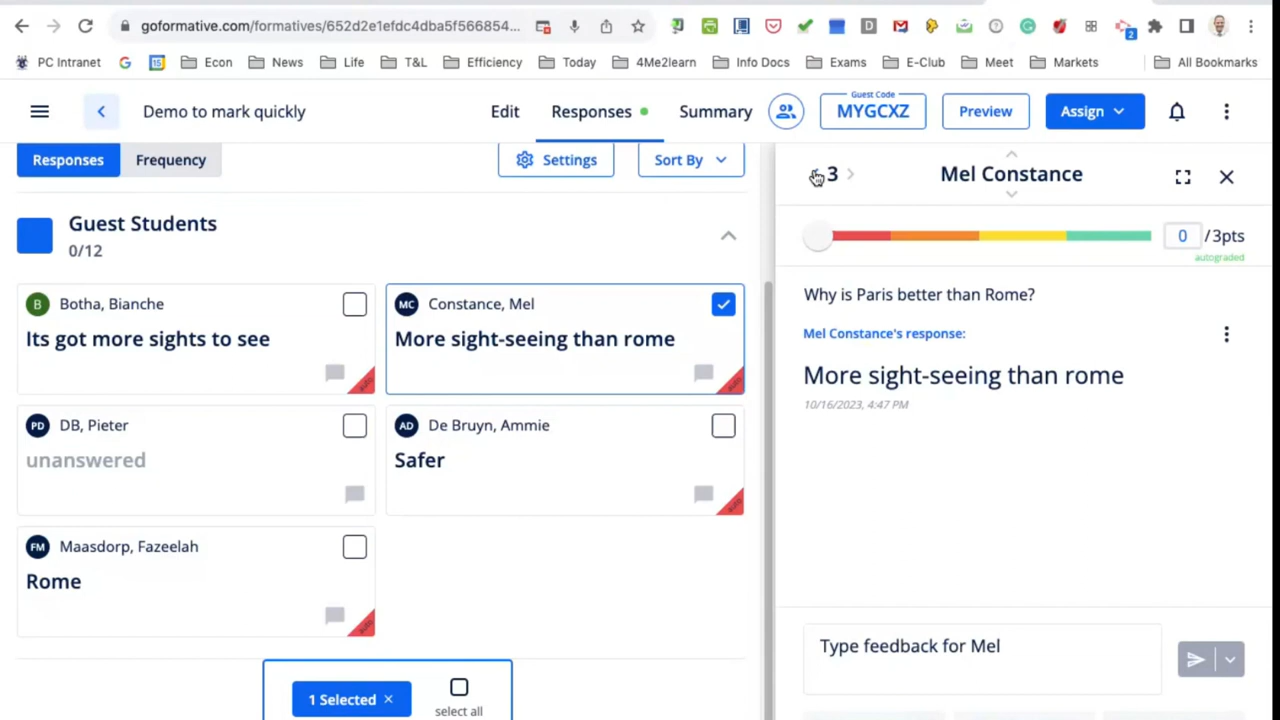 goformative.com/formatives/652d2e1efdc4dba5f566854...
2
PC Intranet
Econ
News
Life
T&L
Efficiency
Today
4Me2learn
Info Docs
Exams
E-Club
Meet
Markets
All Bookmarks
Demo to mark quickly
Edit
Responses
Summary
Guest Code
MYGCXZ
Preview
Assign
Responses
Frequency
Settings
Sort By
Guest Students
0/12
B Botha, Bianche
Its got more sights to see
auto
MC Constance, Mel
More sight-seeing than rome
auto
PD DB, Pieter
unanswered
AD De Bruyn, Ammie
Safer
auto
FM Maasdorp, Fazeelah
Rome
auto
1 Selected ×
select all
3
Mel Constance
0 /3pts
autograded
Why is Paris better than Rome?
Mel Constance's response:
More sight-seeing than rome
10/16/2023, 4:47 PM
Type feedback for Mel